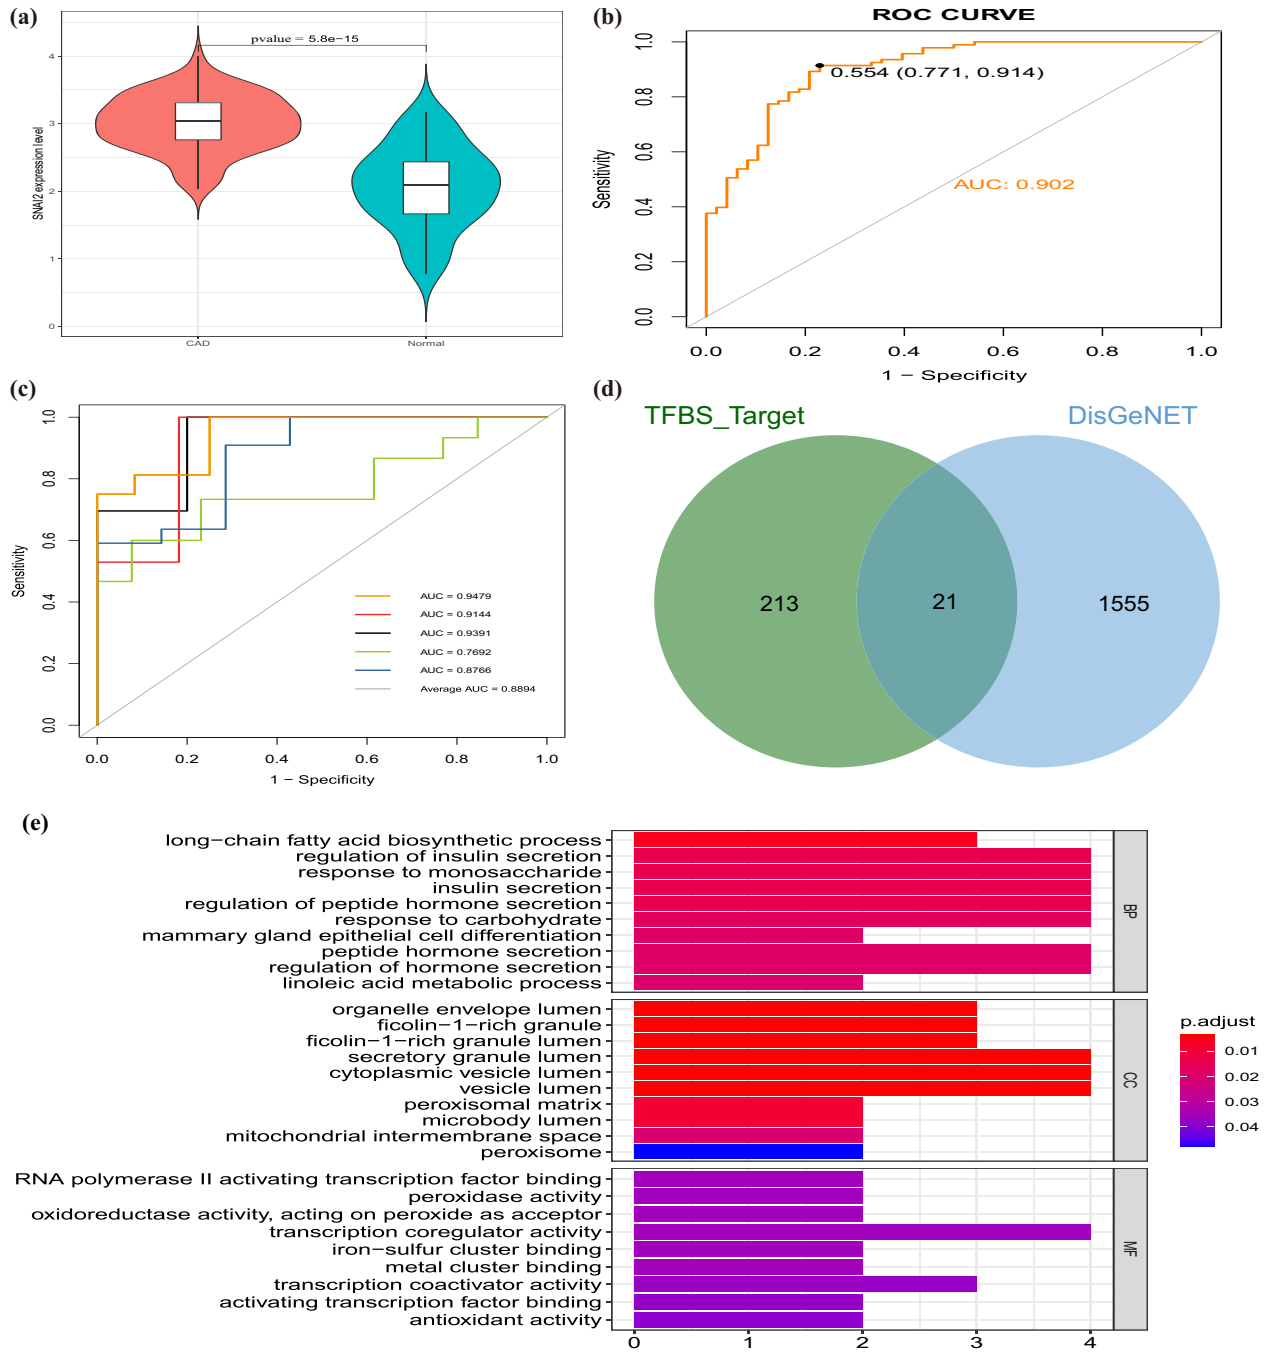 (a)
pvalue = 5.8e−15
SNAI2 expression level
4
3
2
1
0
CAD
Normal
(b)
ROC CURVE
0.554 (0.771, 0.914)
AUC: 0.902
Sensitivity
0.0
0.2
0.4
0.6
0.8
1.0
0.0 0.2 0.4 0.6 0.8 1.0
1 − Specificity
(c)
Sensitivity
0.0
0.2
0.4
0.6
0.8
1.0
AUC = 0.9479
AUC = 0.9144
AUC = 0.9391
AUC = 0.7692
AUC = 0.8766
Average AUC = 0.8894
0.0 0.2 0.4 0.6 0.8 1.0
1 − Specificity
(d)
TFBS_Target
DisGeNET
213
21
1555
(e)
long−chain fatty acid biosynthetic process
regulation of insulin secretion
response to monosaccharide
insulin secretion
regulation of peptide hormone secretion
response to carbohydrate
mammary gland epithelial cell differentiation
peptide hormone secretion
regulation of hormone secretion
linoleic acid metabolic process
BP
organelle envelope lumen
ficolin−1−rich granule
ficolin−1−rich granule lumen
secretory granule lumen
cytoplasmic vesicle lumen
vesicle lumen
peroxisomal matrix
microbody lumen
mitochondrial intermembrane space
peroxisome
CC
RNA polymerase II activating transcription factor binding
peroxidase activity
oxidoreductase activity, acting on peroxide as acceptor
transcription coregulator activity
iron−sulfur cluster binding
metal cluster binding
transcription coactivator activity
activating transcription factor binding
antioxidant activity
MF
0 1 2 3 4
p.adjust
0.01
0.02
0.03
0.04